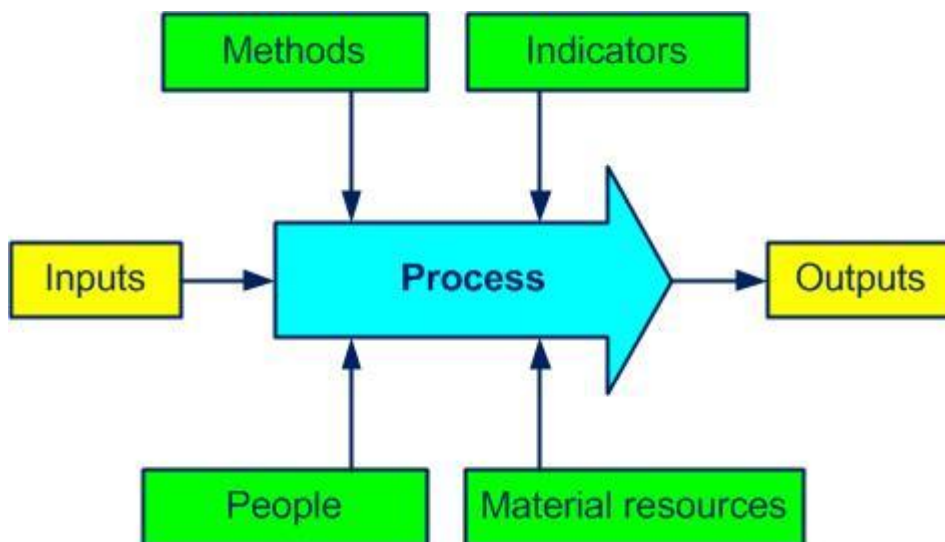 Methods
Indicators
Inputs
Process
Outputs
People
Material resources